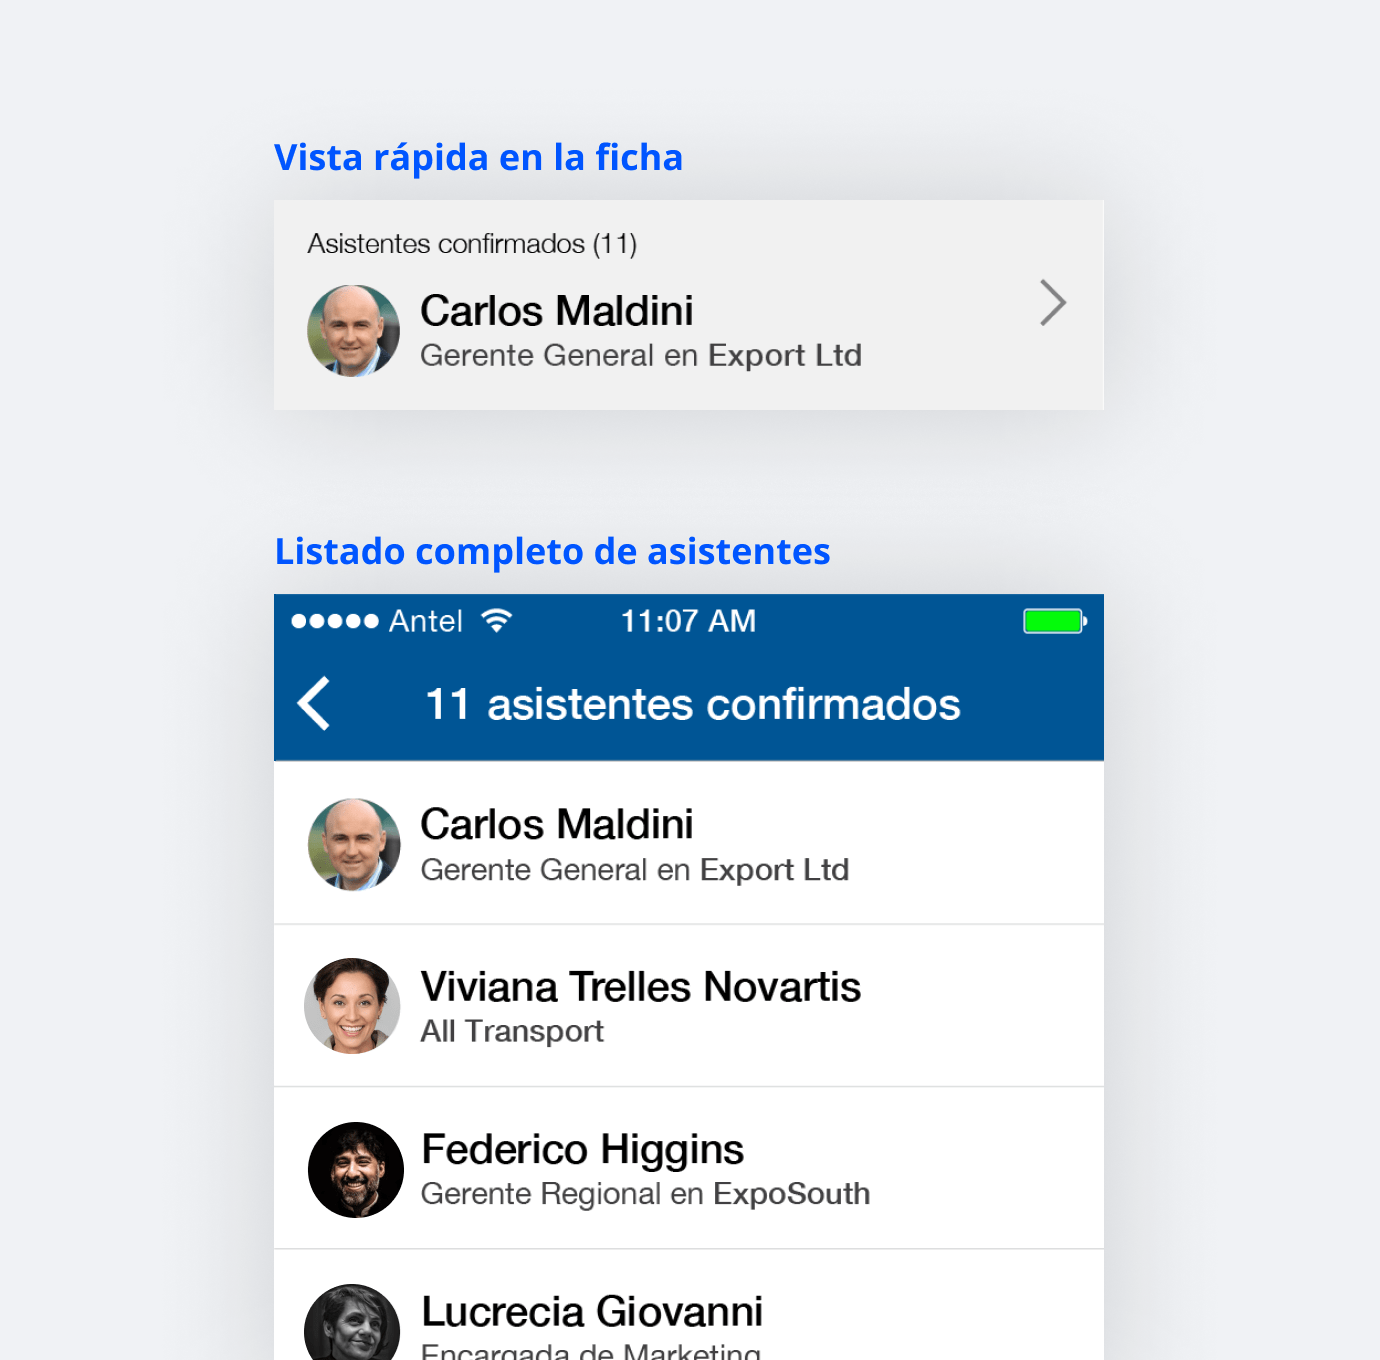 Vista rápida en la ficha
Asistentes confirmados (11)
Carlos Maldini
Gerente General en Export Ltd
Listado completo de asistentes
Antel 11:07 AM
11 asistentes confirmados
Carlos Maldini
Gerente General en Export Ltd
Viviana Trelles Novartis
All Transport
Federico Higgins
Gerente Regional en ExpoSouth
Lucrecia Giovanni
Encargada de Marketing